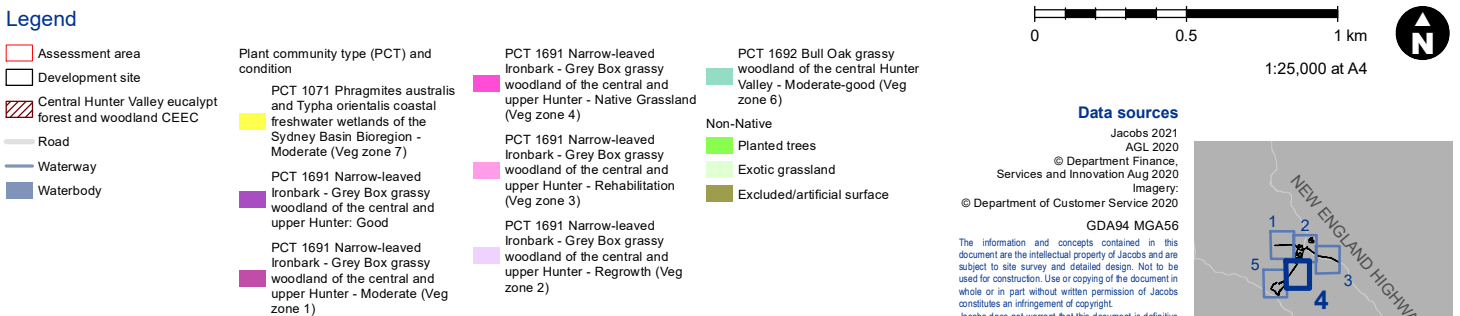 Legend
Assessment area
Development site
Central Hunter Valley eucalypt
forest and woodland CEEC
Road
Waterway
Waterbody
Plant community type (PCT) and
condition
PCT 1071 Phragmites australis
and Typha orientalis coastal
freshwater wetlands of the
Sydney Basin Bioregion -
Moderate (Veg zone 7)
PCT 1691 Narrow-leaved
Ironbark - Grey Box grassy
woodland of the central and
upper Hunter: Good
PCT 1691 Narrow-leaved
Ironbark - Grey Box grassy
woodland of the central and
upper Hunter - Moderate (Veg
zone 1)
PCT 1691 Narrow-leaved
Ironbark - Grey Box grassy
woodland of the central and
upper Hunter - Native Grassland
(Veg zone 4)
PCT 1691 Narrow-leaved
Ironbark - Grey Box grassy
woodland of the central and
upper Hunter - Rehabilitation
(Veg zone 3)
PCT 1691 Narrow-leaved
Ironbark - Grey Box grassy
woodland of the central and
upper Hunter - Regrowth (Veg
zone 2)
PCT 1692 Bull Oak grassy
woodland of the central Hunter
Valley - Moderate-good (Veg
zone 6)
Non-Native
Planted trees
Exotic grassland
Excluded/artificial surface
0 0.5 1 km
N
1:25,000 at A4
Data sources
Jacobs 2021
AGL 2020
© Department Finance,
Services and Innovation Aug 2020
Imagery:
© Department of Customer Service 2020
GDA94 MGA56
The information and concepts contained in this
document are the intellectual property of Jacobs and are
subject to site survey and detailed design. Not to be
used for construction. Use or copying of the document in
whole or in part without written permission of Jacobs
constitutes an infringement of copyright.
Jacobs does not warrant that this document is definitive
NEW ENGLAND HIGHWA
1
2
3
5
4